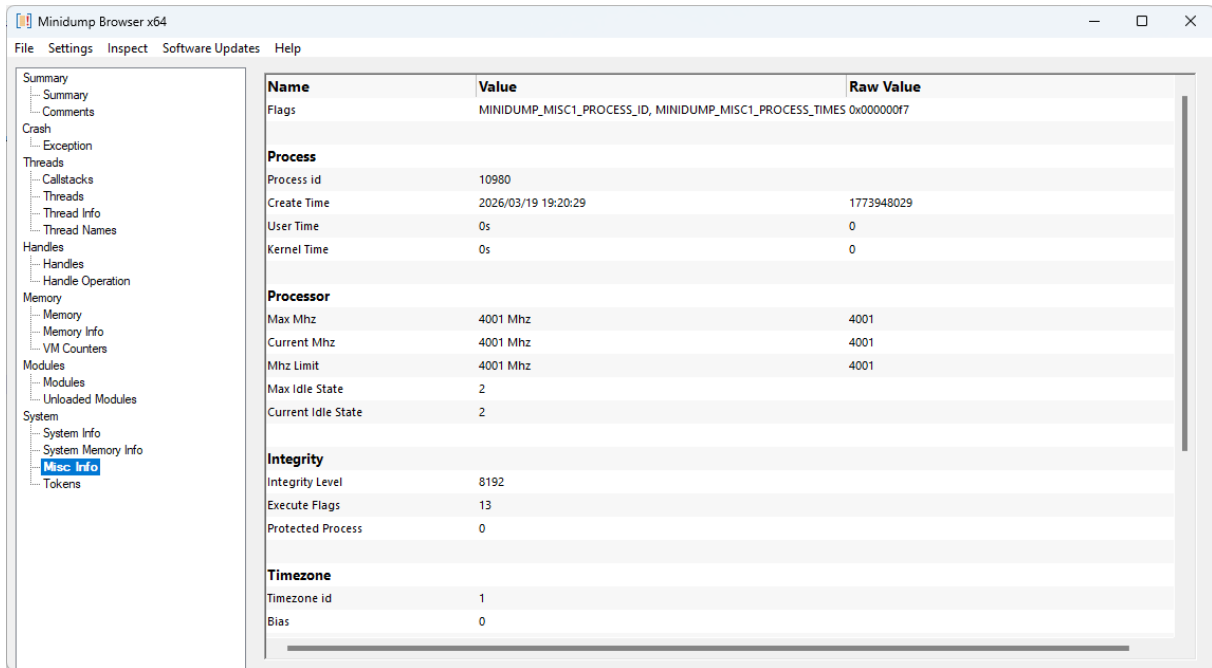 Minidump Browser x64
File Settings Inspect Software Updates Help
Summary
Summary
Comments
Crash
Exception
Threads
Callstacks
Threads
Thread Info
Thread Names
Handles
Handles
Handle Operation
Memory
Memory
Memory Info
VM Counters
Modules
Modules
Unloaded Modules
System
System Info
System Memory Info
Misc Info
Tokens
Name Value Raw Value
Flags MINIDUMP_MISC1_PROCESS_ID, MINIDUMP_MISC1_PROCESS_TIMES 0x000000f7
Process
Process id 10980
Create Time 2026/03/19 19:20:29 1773948029
User Time 0s 0
Kernel Time 0s 0
Processor
Max Mhz 4001 Mhz 4001
Current Mhz 4001 Mhz 4001
Mhz Limit 4001 Mhz 4001
Max Idle State 2
Current Idle State 2
Integrity
Integrity Level 8192
Execute Flags 13
Protected Process 0
Timezone
Timezone id 1
Bias 0